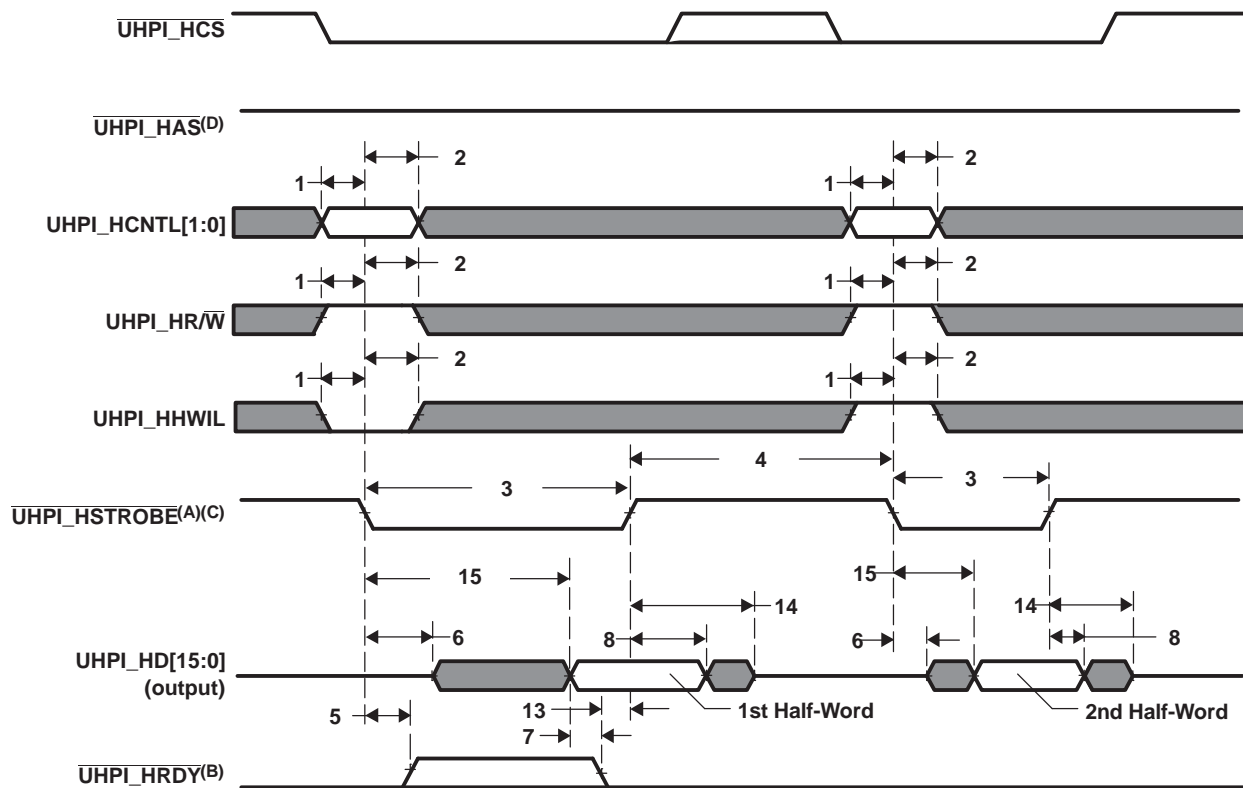 UHPI_HCS
UHPI_HAS(D)
2 2
1 1
UHPI_HCNTL[1:0]
2 2
1 1
UHPI_HR/W
2 2
1 1
UHPI_HHWIL
4
3 3
UHPI_HSTROBE(A)(C)
15 15
14 14
6 8 6 8
UHPI_HD[15:0]
(output)
5 13 1st Half-Word 2nd Half-Word
7
UHPI_HRDY(B)